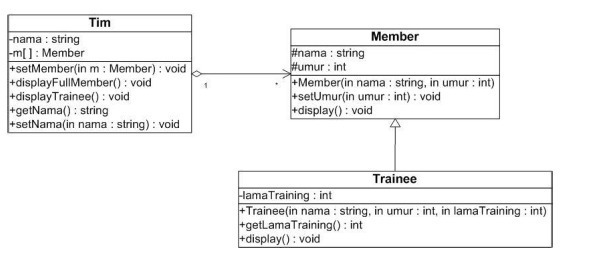 Tim
-nama : string
-m[ ] : Member
+setMember(in m : Member) : void
+displayFullMember() : void
+displayTrainee() : void
+getNama() : string
+setNama(in nama : string) : void
1
*
Member
#nama : string
#umur : int
+Member(in nama : string, in umur : int)
+setUmur(in umur : int) : void
+display() : void
Trainee
-lamaTraining : int
+Trainee(in nama : string, in umur : int, in lamaTraining : int)
+getLamaTraining() : int
+display() : void